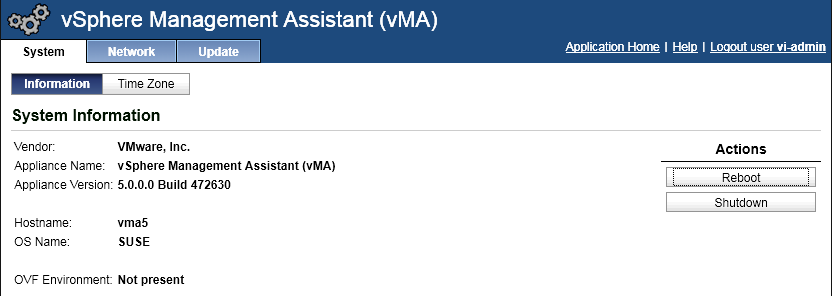 vSphere Management Assistant (vMA)
System Network Update
Application Home | Help | Logout user vi-admin
Information Time Zone
System Information
Vendor: VMware, Inc.
Appliance Name: vSphere Management Assistant (vMA)
Appliance Version: 5.0.0.0 Build 472630
Hostname: vma5
OS Name: SUSE
OVF Environment: Not present
Actions
Reboot
Shutdown